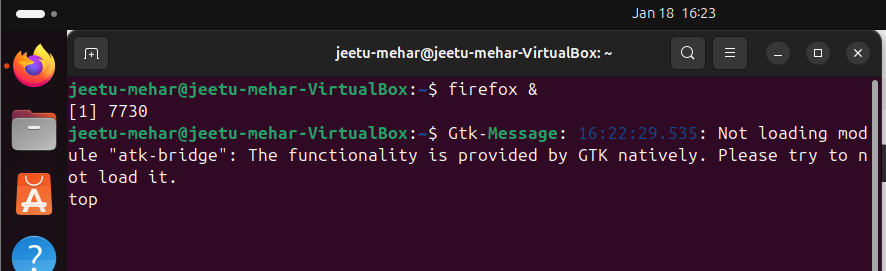 Jan 18 16:23
jeetu-mehar@jeetu-mehar-VirtualBox: ~
jeetu-mehar@jeetu-mehar-VirtualBox:~$ firefox &
[1] 7730
jeetu-mehar@jeetu-mehar-VirtualBox:~$ Gtk-Message: 16:22:29.535: Not loading mod
ule "atk-bridge": The functionality is provided by GTK natively. Please try to n
ot load it.
top